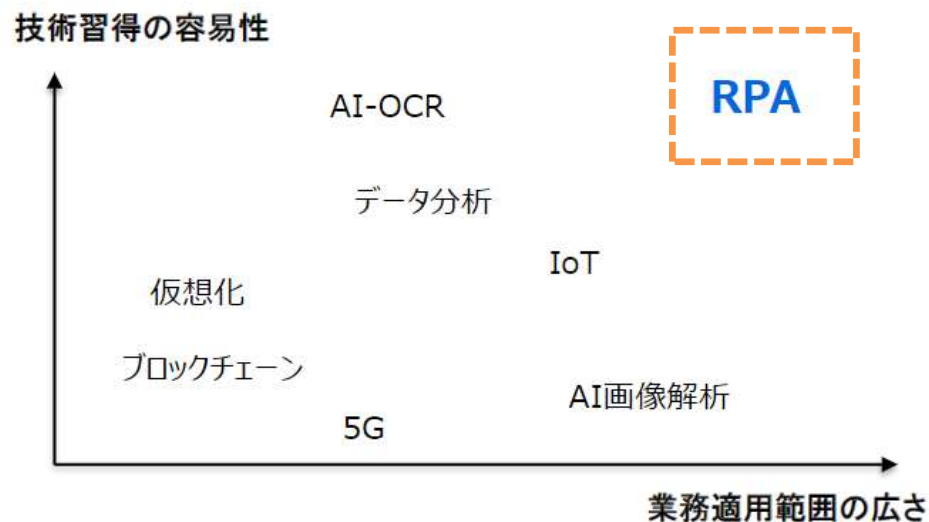 技術習得の容易性
RPA
AI-OCR
データ分析
IoT
仮想化
ブロックチェーン
AI画像解析
5G
業務適用範囲の広さ